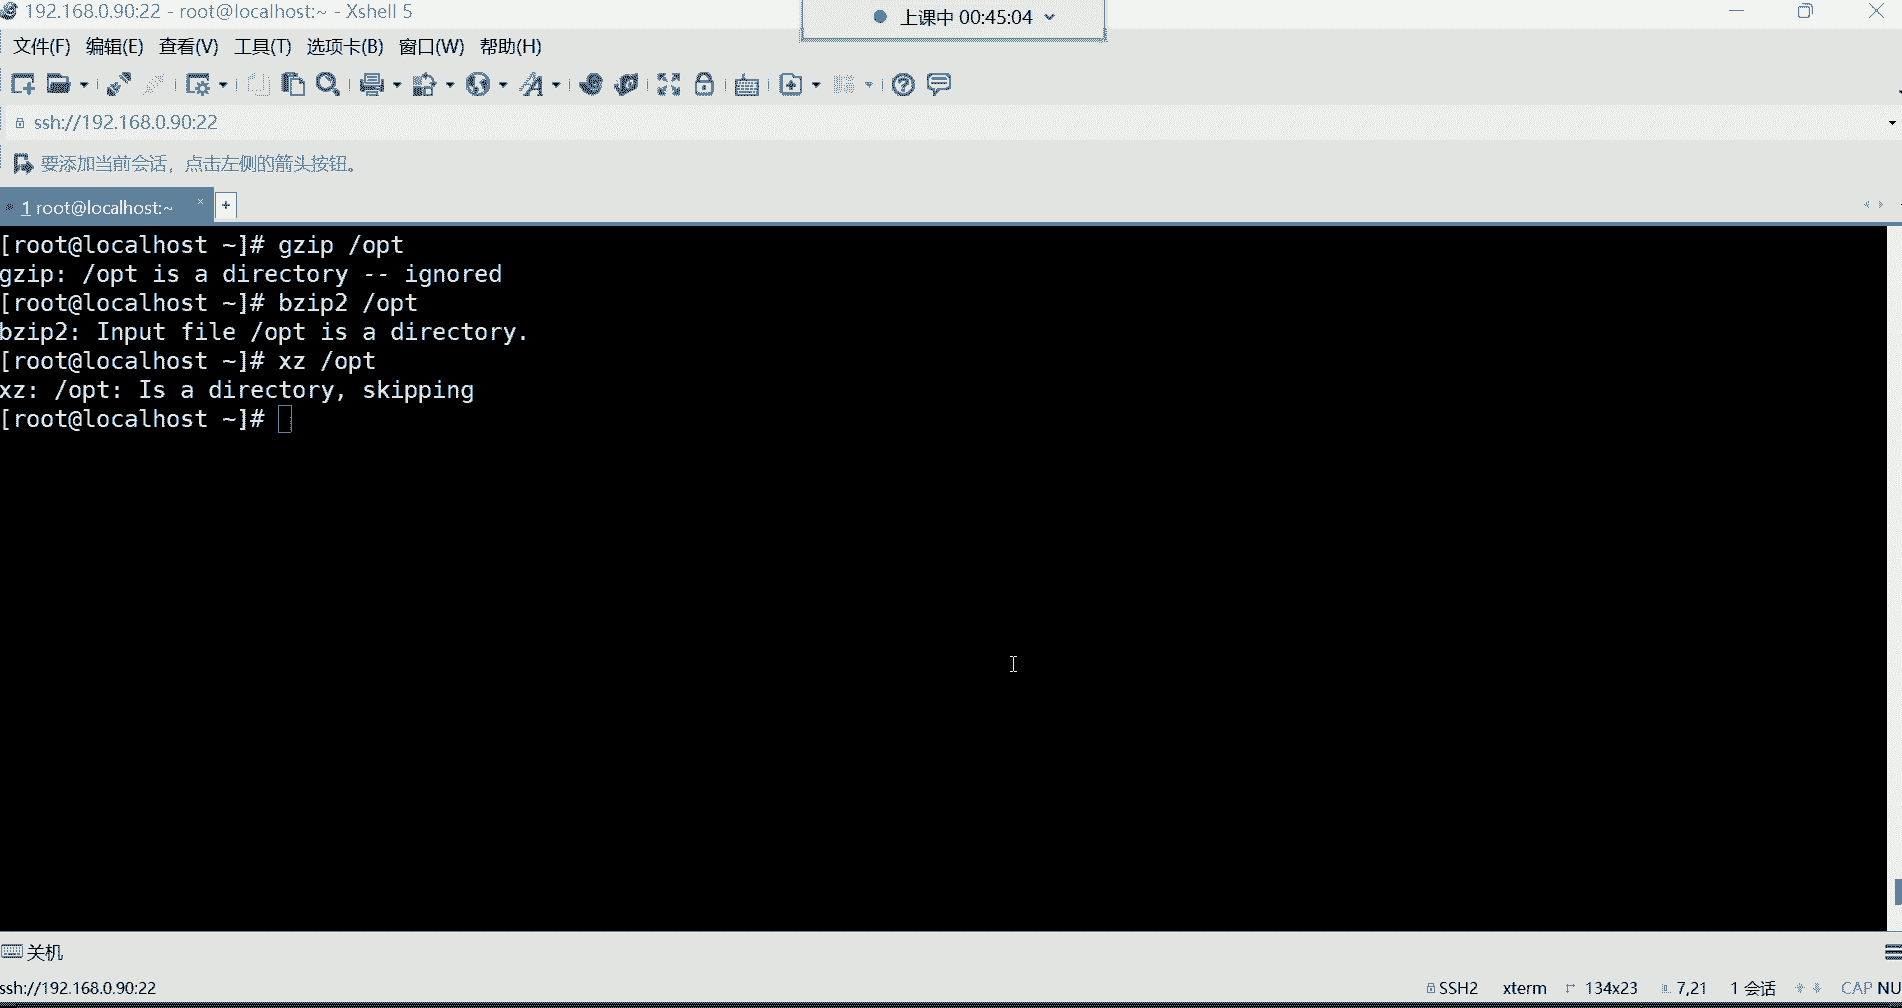 192.168.0.90:22 - root@localhost:~ - Xshell 5
上课中 00:45:04
文件(F) 编辑(E) 查看(V) 工具(T) 选项卡(B) 窗口(W) 帮助(H)
ssh://192.168.0.90:22
要添加当前会话，点击左侧的箭头按钮。
1 root@localhost:~
[root@localhost ~]# gzip /opt
gzip: /opt is a directory -- ignored
[root@localhost ~]# bzip2 /opt
bzip2: Input file /opt is a directory.
[root@localhost ~]# xz /opt
xz: /opt: Is a directory, skipping
[root@localhost ~]#
关机
ssh://192.168.0.90:22 SSH2 xterm 134x23 7,21 1 会话 CAP NU